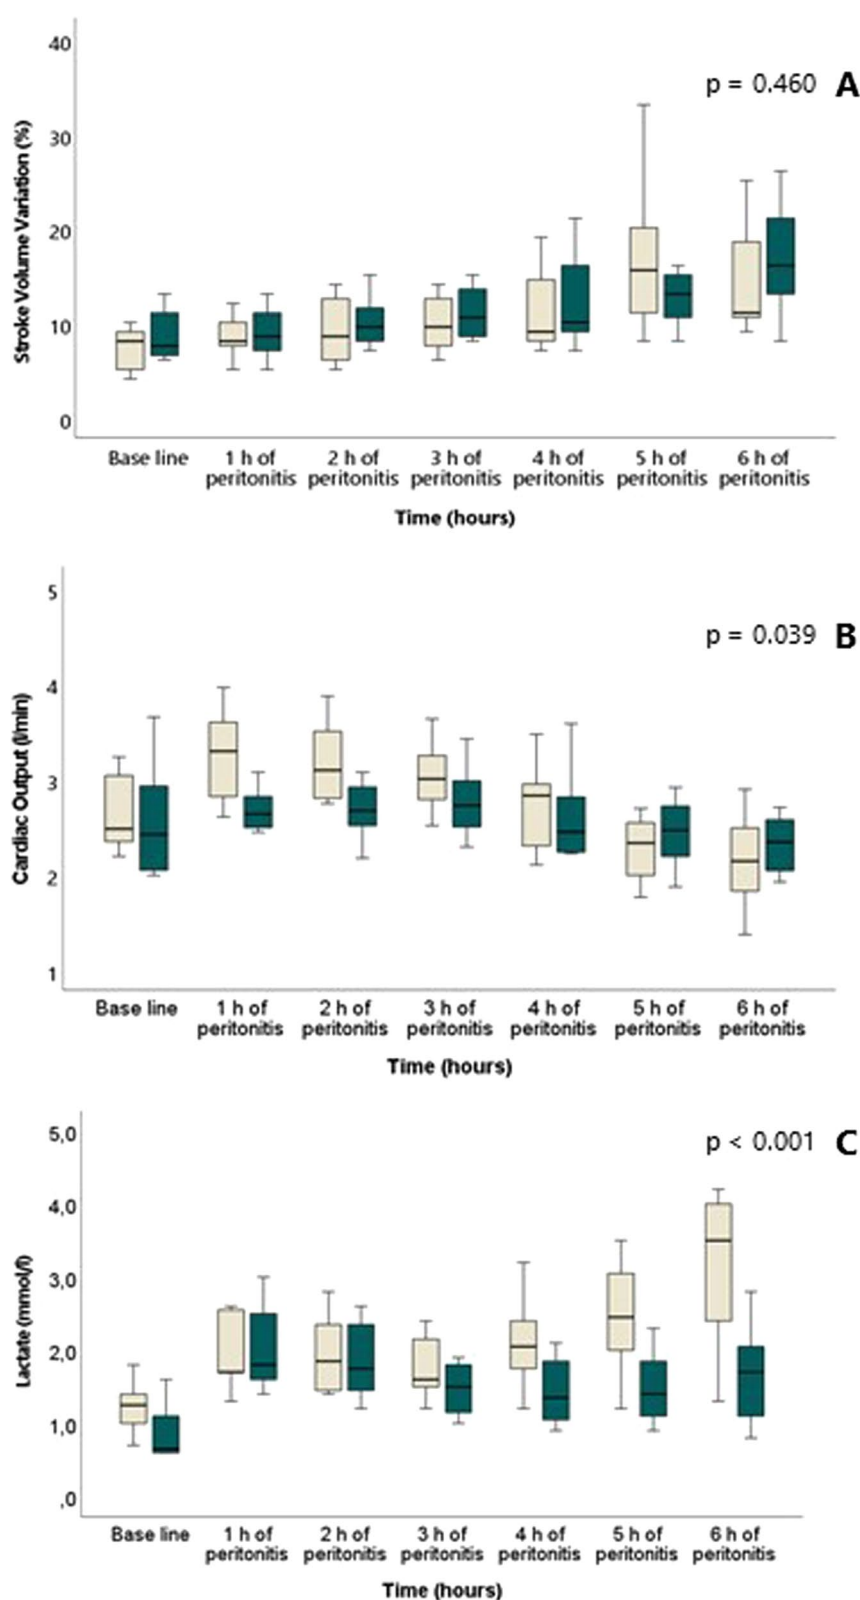 p = 0.460 A
Stroke Volume Variation (%)
40
30
20
10
0
Base line
1 h of
peritonitis
2 h of
peritonitis
3 h of
peritonitis
4 h of
peritonitis
5 h of
peritonitis
6 h of
peritonitis
Time (hours)
p = 0.039 B
Cardiac Output (l/min)
5
4
3
2
1
Base line
1 h of
peritonitis
2 h of
peritonitis
3 h of
peritonitis
4 h of
peritonitis
5 h of
peritonitis
6 h of
peritonitis
Time (hours)
p < 0.001 C
Lactate (mmol/l)
5,0
4,0
3,0
2,0
1,0
,0
Base line
1 h of
peritonitis
2 h of
peritonitis
3 h of
peritonitis
4 h of
peritonitis
5 h of
peritonitis
6 h of
peritonitis
Time (hours)